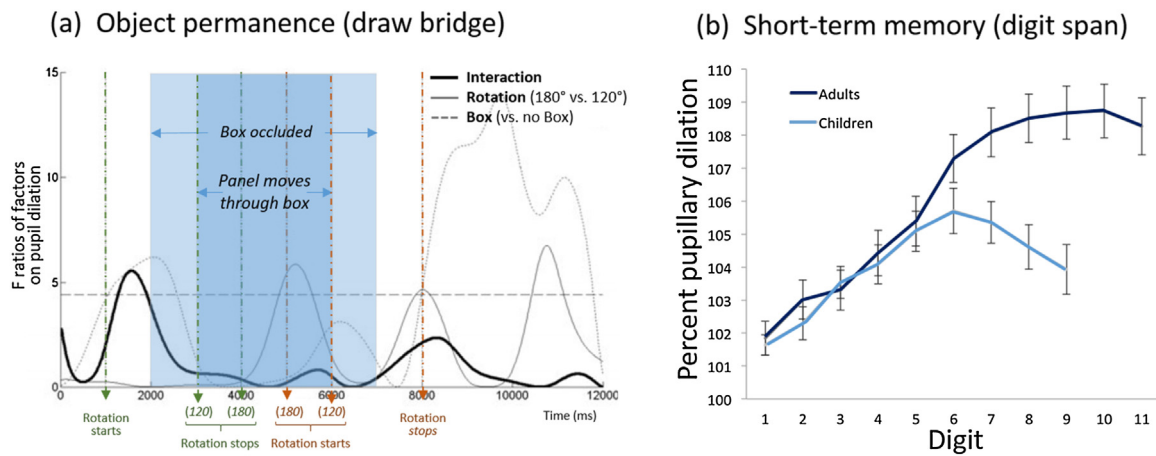 (a) Object permanence (draw bridge)
15
10
5
0
F ratios of factors
on pupil dilation
Interaction
Rotation (180° vs. 120°)
Box (vs. no Box)
Box occluded
Panel moves
through box
0 2000 4000 6000 8000 10000 12000
Time (ms)
Rotation
starts
(120) (180)
Rotation stops
(180) (120)
Rotation starts
Rotation
stops
(b) Short-term memory (digit span)
110
109
108
107
106
105
104
103
102
101
100
Percent pupillary dilation
Adults
Children
1 2 3 4 5 6 7 8 9 10 11
Digit